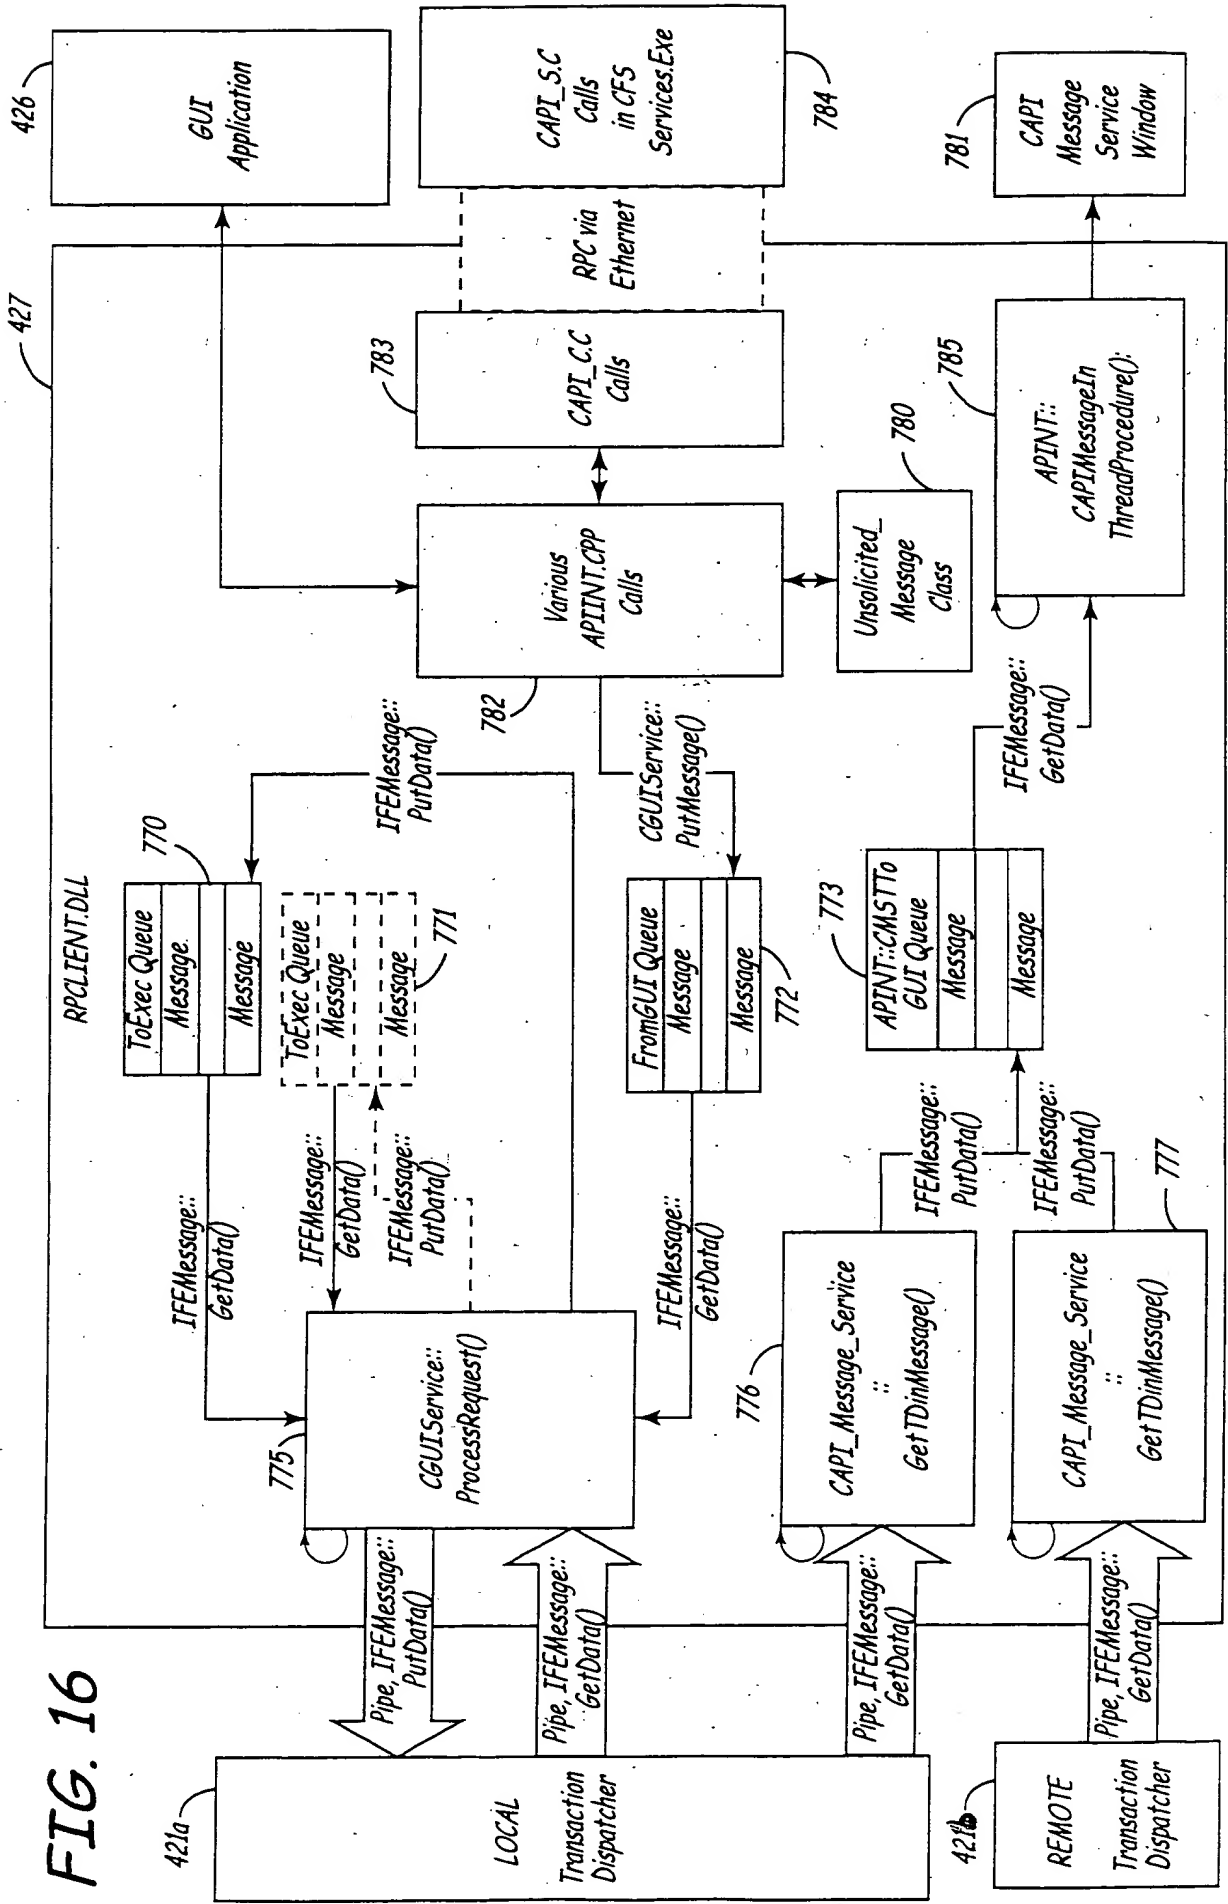 FIG. 16
421a
LOCAL
Transaction
Dispatcher
REMOTE
Transaction
Dispatcher
Pipe, IFEMessage::
PutData()
Pipe, IFEMessage::
GetData()
Pipe, IFEMessage::
GetData()
Pipe, IFEMessage::
GetData()
427
RPCLIENT.DLL
775
CGUIService::
ProcessRequest()
776
CAPI_Message_Service
::
GetTDinMessage()
777
CAPI_Message_Service
::
GetTDinMessage()
IFEMessage::
GetData()
IFEMessage::
GetData()
IFEMessage::
PutData()
IFEMessage::
GetData()
IFEMessage::
PutData()
IFEMessage::
PutData()
770
ToExec Queue
Message
Message
771
ToExec Queue
Message
Message
772
FromGUI Queue
Message
Message
773
APINT::CMSTTo
GUI Queue
Message
Message
IFEMessage::
PutData()
CGUIService::
PutMessage()
IFEMessage::
GetData()
782
Various
APIINT.CPP
Calls
780
Unsolicited_
Message
Class
783
CAPI_C.C
Calls
785
APINT::
CAPIMessageIn
ThreadProcedure();
RPC via
Ethernet
426
GUI
Application
CAPI_S.C
Calls
in CFS
Services.Exe
784
781
CAPI
Message
Service
Window